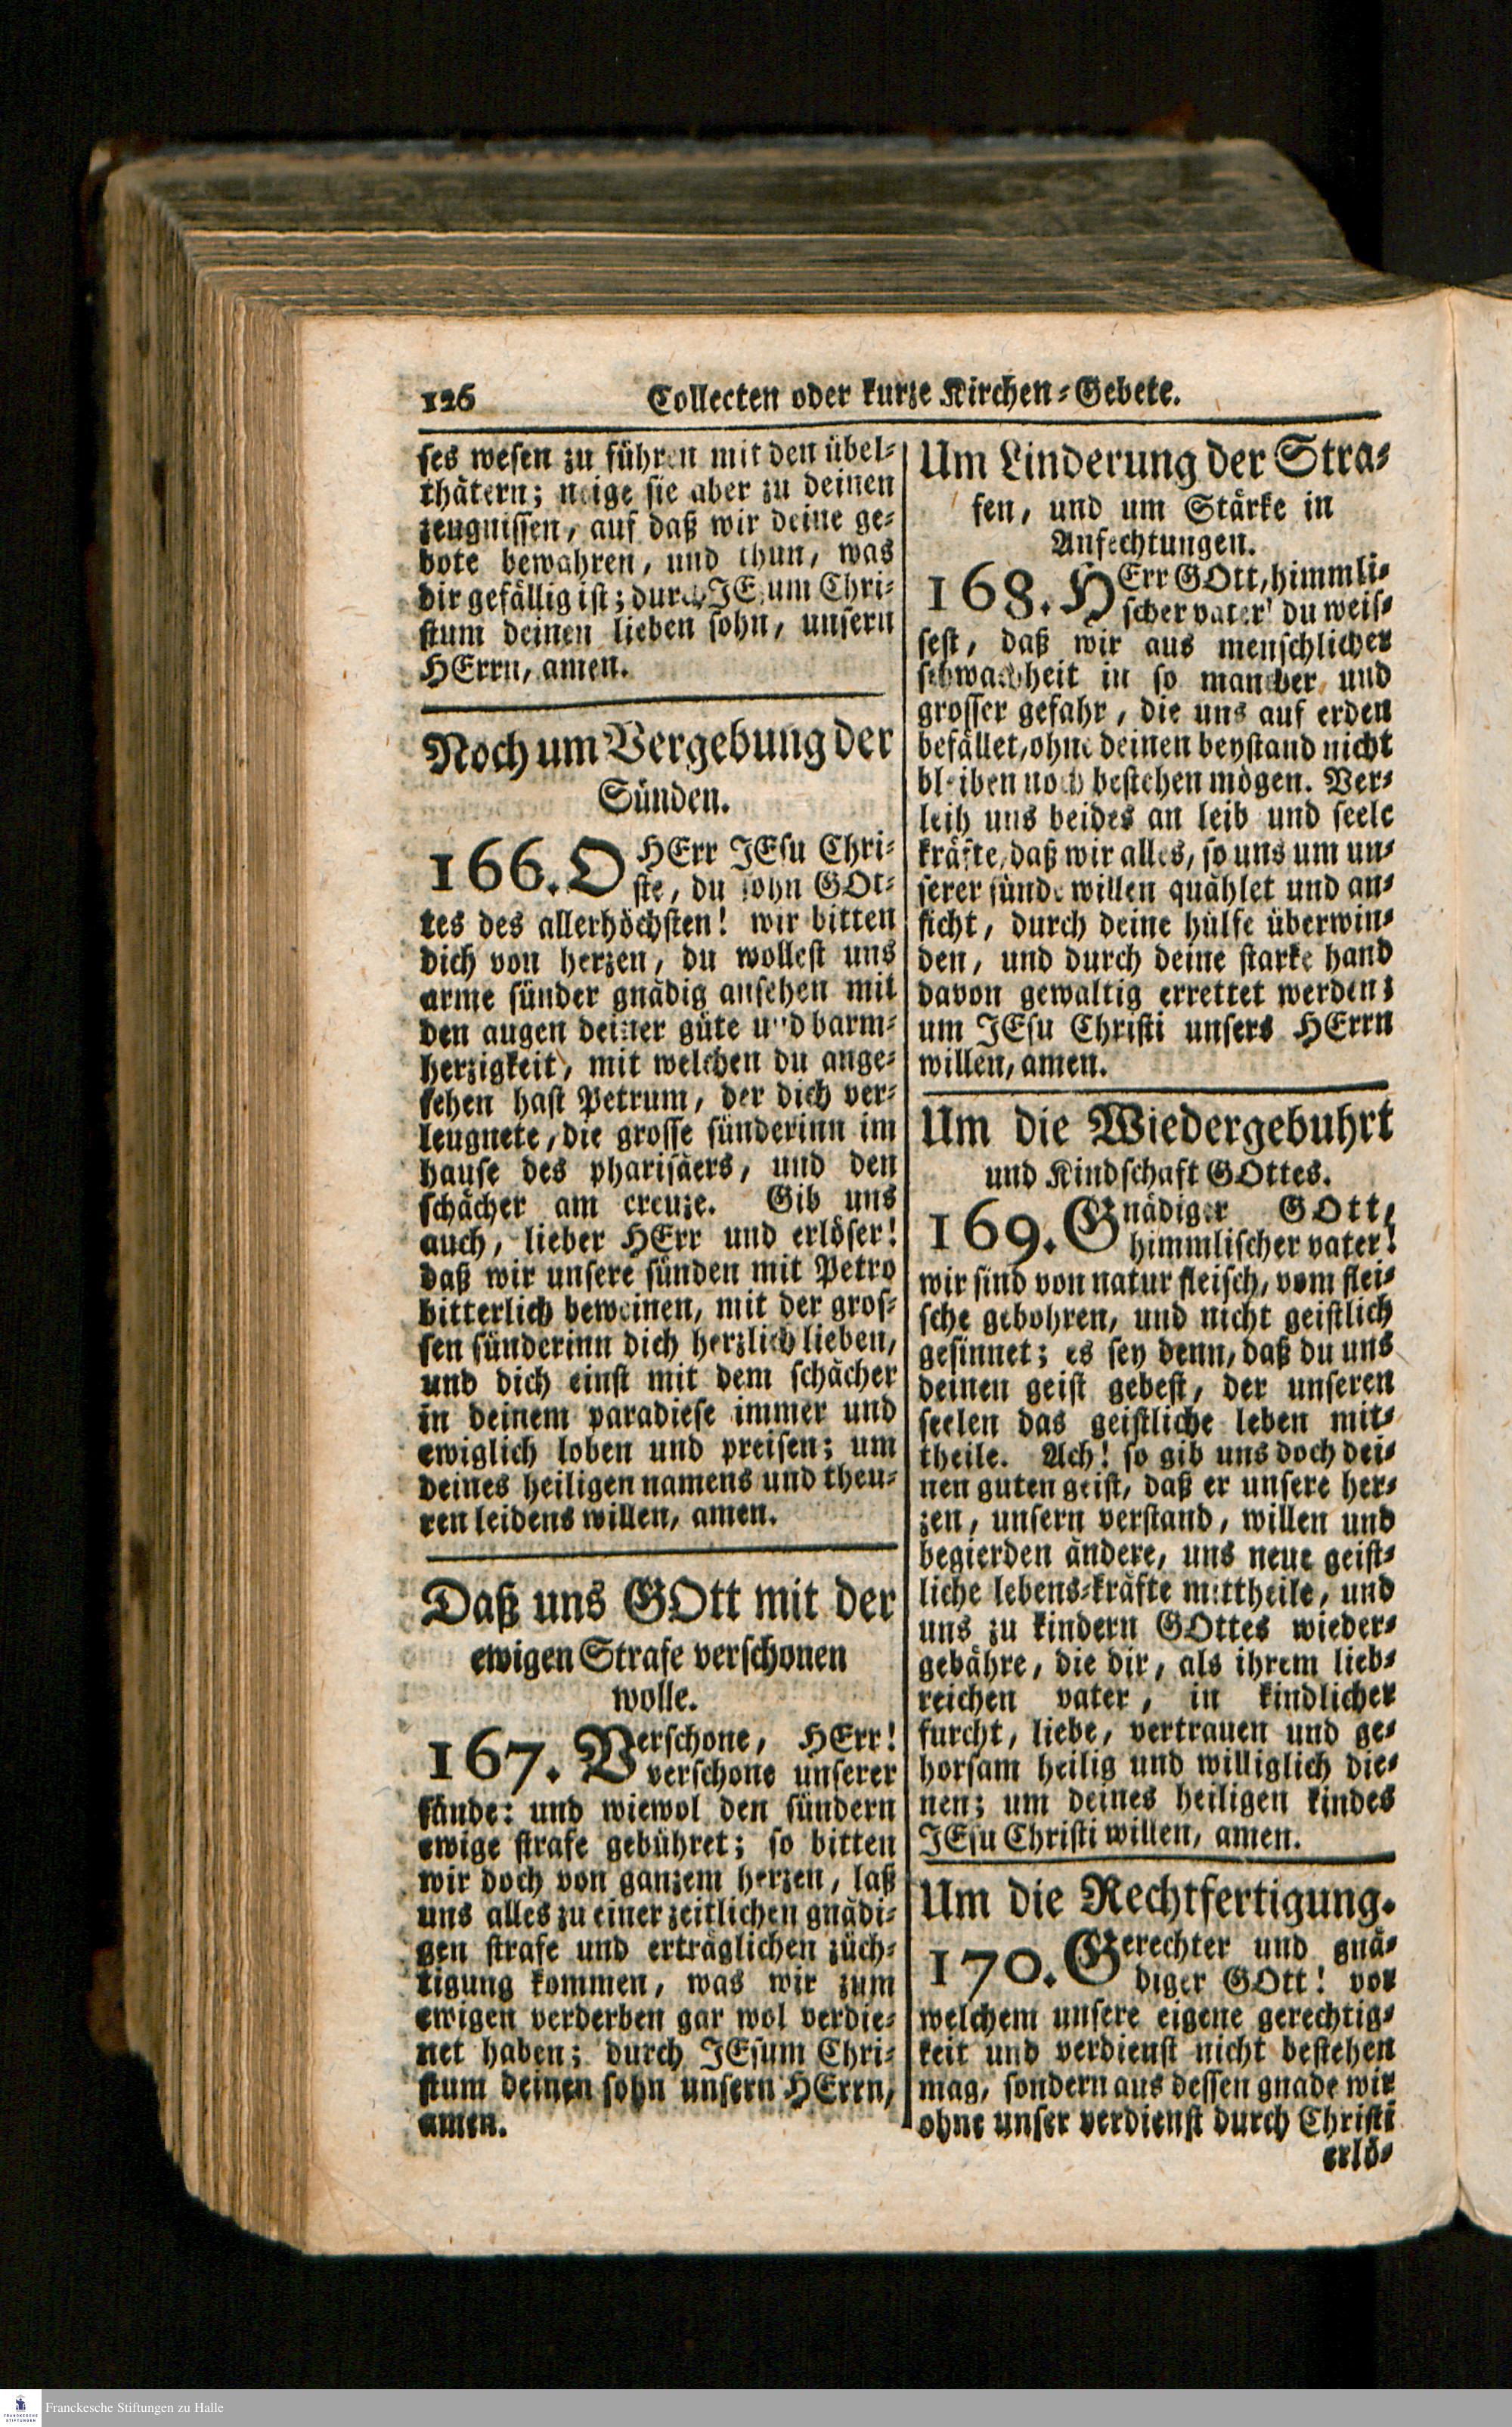 126 Collecten oder kurze Kirchen-Gebete.
ses wesen zu führen mit den übel-
thätern; neige sie aber zu deinen
zeugnissen, auf daß wir deine ge-
bote bewahren, und thun, was
dir gefällig ist; durch JEsum Chri-
stum deinen lieben sohn, unsern
HErrn, amen.
Noch um Vergebung der
Sünden.
166. O HErr JEsu Chri-
ste, du sohn GOt-
tes des allerhöchsten! wir bitten
dich von herzen, du wollest uns
arme sünder gnädig ansehen mit
den augen deiner güte und barm-
herzigkeit, mit welchen du ange-
sehen hast Petrum, der dich ver-
leugnete, die grosse sünderinn im
hause des pharisäers, und den
schächer am creuze. Gib uns
auch, lieber HErr und erlöser!
daß wir unsere sünden mit Petro
bitterlich beweinen, mit der gros-
sen sünderinn dich herzlich lieben,
und dich einst mit dem schächer
in deinem paradiese immer und
ewiglich loben und preisen; um
deines heiligen namens und theu-
ren leidens willen, amen.
Daß uns GOtt mit der
ewigen Strafe verschonen
wolle.
167. Verschone, HErr!
verschone unserer
sünde: und wiewol den sündern
ewige strafe gebühret; so bitten
wir doch von ganzem herzen, laß
uns alles zu einer zeitlichen gnädi-
gen strafe und erträglichen züch-
tigung kommen, was wir zum
ewigen verderben gar wol verdie-
net haben; durch JEsum Chri-
stum deinen sohn unsern HErrn,
amen.
Um Linderung der Stra-
fen, und um Stärke in
Anfechtungen.
168. HErr GOtt, himmli-
scher vater! du weis-
sest, daß wir aus menschlicher
schwachheit in so mancher und
grosser gefahr, die uns auf erden
befället, ohne deinen beystand nicht
bleiben noch bestehen mögen. Ver-
leih uns beides an leib und seele
kräfte, daß wir alles, so uns um un-
serer sünde willen quählet und an-
ficht, durch deine hülfe überwin-
den, und durch deine starke hand
davon gewaltig errettet werden;
um JEsu Christi unsers HErrn
willen, amen.
Um die Wiedergebuhrt
und Kindschaft GOttes.
169. Gnädiger GOtt,
himmlischer vater!
wir sind von natur fleisch, vom flei-
sche gebohren, und nicht geistlich
gesinnet; es sey denn, daß du uns
deinen geist gebest, der unseren
seelen das geistliche leben mit-
theile. Ach! so gib uns doch dei-
nen guten geist, daß er unsere her-
zen, unsern verstand, willen und
begierden ändere, uns neue geist-
liche lebens-kräfte mittheile, und
uns zu kindern GOttes wieder-
gebähre, die dir, als ihrem lieb-
reichen vater, in kindlicher
furcht, liebe, vertrauen und ge-
horsam heilig und williglich die-
nen; um deines heiligen kindes
JEsu Christi willen, amen.
Um die Rechtfertigung.
170. Gerechter und gnä-
diger GOtt! vor
welchem unsere eigene gerechtig-
keit und verdienst nicht bestehen
mag, sondern aus dessen gnade wir
ohne unser verdienst durch Christi
erlö-
Franckesche Stiftungen zu Halle